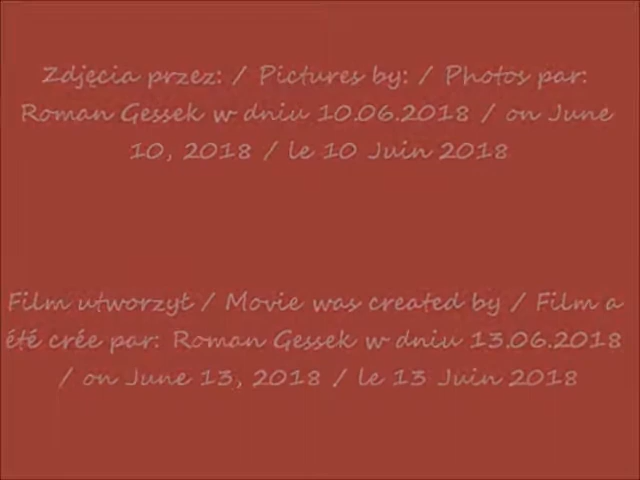 Zdjęcia przez: / Pictures by: / Photos par:
Roman Gessek w dniu 10.06.2018 / on June
10, 2018 / le 10 Juin 2018
Film utworzył / Movie was created by / Film a
été crée par: Roman Gessek w dniu 13.06.2018
/ on June 13, 2018 / le 13 Juin 2018